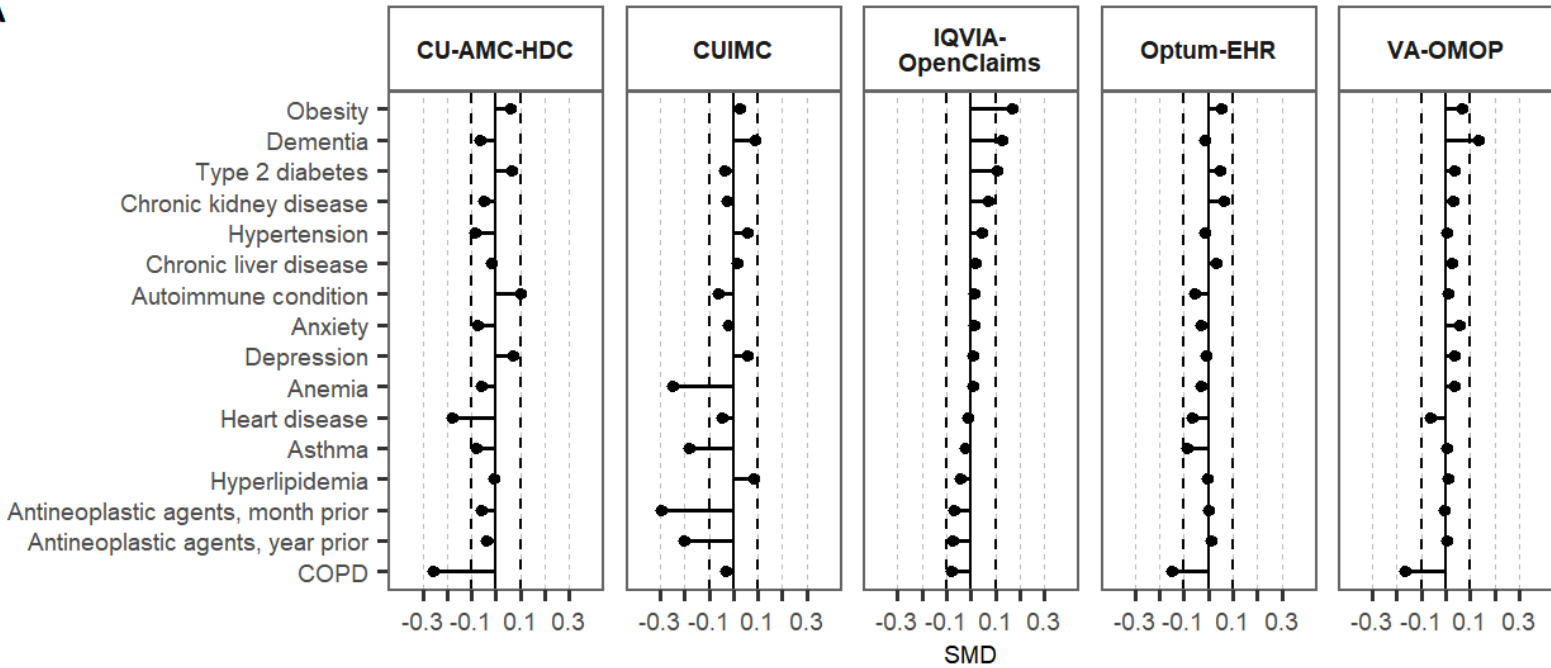 A
CU-AMC-HDC
CUIMC
IQVIA-
OpenClaims
Optum-EHR
VA-OMOP
Obesity
Dementia
Type 2 diabetes
Chronic kidney disease
Hypertension
Chronic liver disease
Autoimmune condition
Anxiety
Depression
Anemia
Heart disease
Asthma
Hyperlipidemia
Antineoplastic agents, month prior
Antineoplastic agents, year prior
COPD
-0.3 -0.1 0.1 0.3
-0.3 -0.1 0.1 0.3
-0.3 -0.1 0.1 0.3
-0.3 -0.1 0.1 0.3
-0.3 -0.1 0.1 0.3
SMD